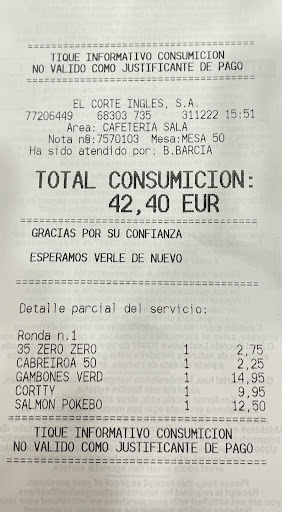 TIQUE INFORMATIVO CONSUMICION
NO VALIDO COMO JUSTIFICANTE DE PAGO
EL CORTE INGLES, S.A.
77206449 68303 735 311222 15:51
Area: CAFETERIA SALA
Nota nº:7570103 Mesa:MESA 50
Ha sido atendido por: B.BARCIA
TOTAL CONSUMICION:
42,40 EUR
GRACIAS POR SU CONFIANZA
ESPERAMOS VERLE DE NUEVO
Detalle parcial del servicio:
Ronda n.1
35 ZERO ZERO 1 2,75
CABREIROA 50 1 2,25
GAMBONES VERD 1 14,95
CORTTY 1 9,95
SALMON POKEBO 1 12,50
TIQUE INFORMATIVO CONSUMICION
NO VALIDO COMO JUSTIFICANTE DE PAGO